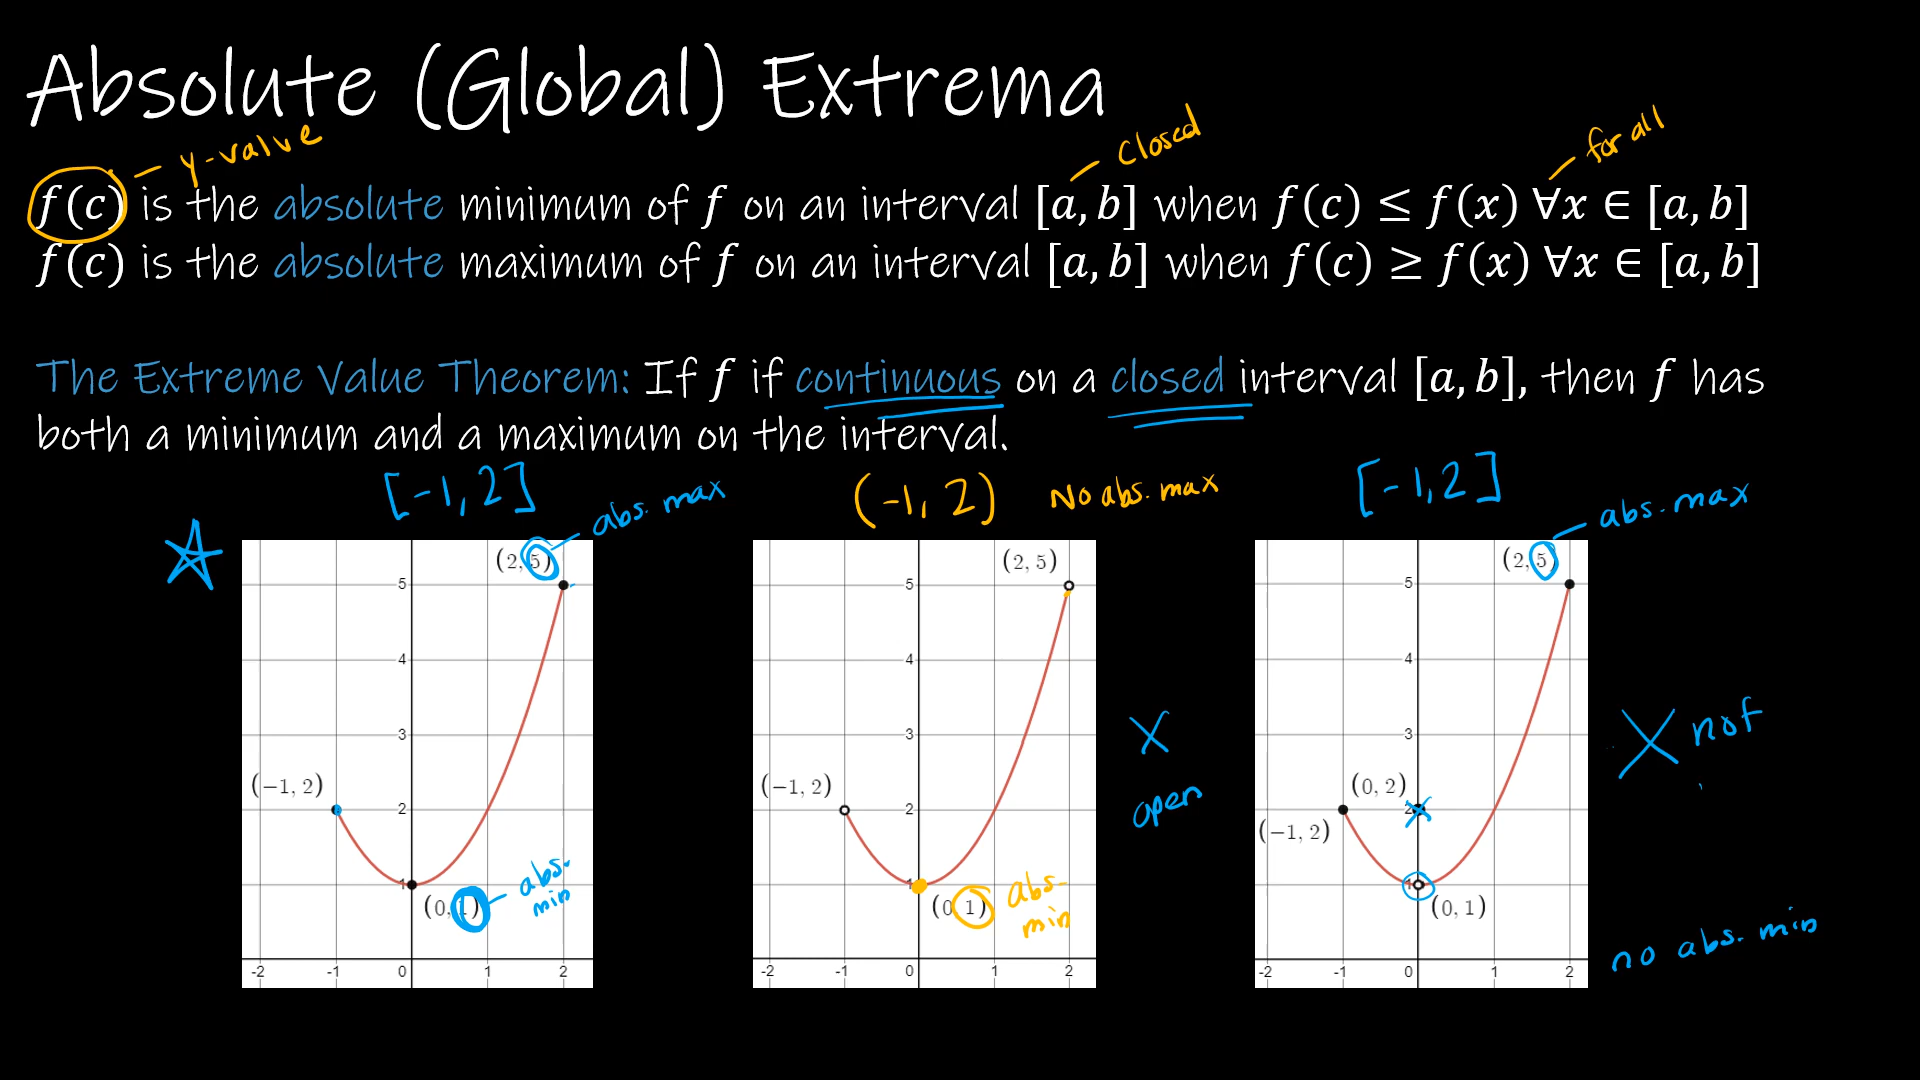 Absolute (Global) Extrema
y-value
closed
for all
f(c) is the absolute minimum of f on an interval [a, b] when f(c) ≤ f(x) ∀x ∈ [a, b]
f(c) is the absolute maximum of f on an interval [a, b] when f(c) ≥ f(x) ∀x ∈ [a, b]
The Extreme Value Theorem: If f if continuous on a closed interval [a, b], then f has
both a minimum and a maximum on the interval.
[-1, 2]
abs. max
(2, 5)
5
4
3
(-1, 2)
2
1
(0, 1)
abs. min
-2 -1 0 1 2
(-1, 2)
No abs. max
(2, 5)
5
4
3
(-1, 2)
2
1
(0, 1)
abs. min
-2 -1 0 1 2
X
open
[-1, 2]
abs. max
(2, 5)
5
4
3
(0, 2)
2
(-1, 2)
1
(0, 1)
-2 -1 0 1 2
X not
no abs. min